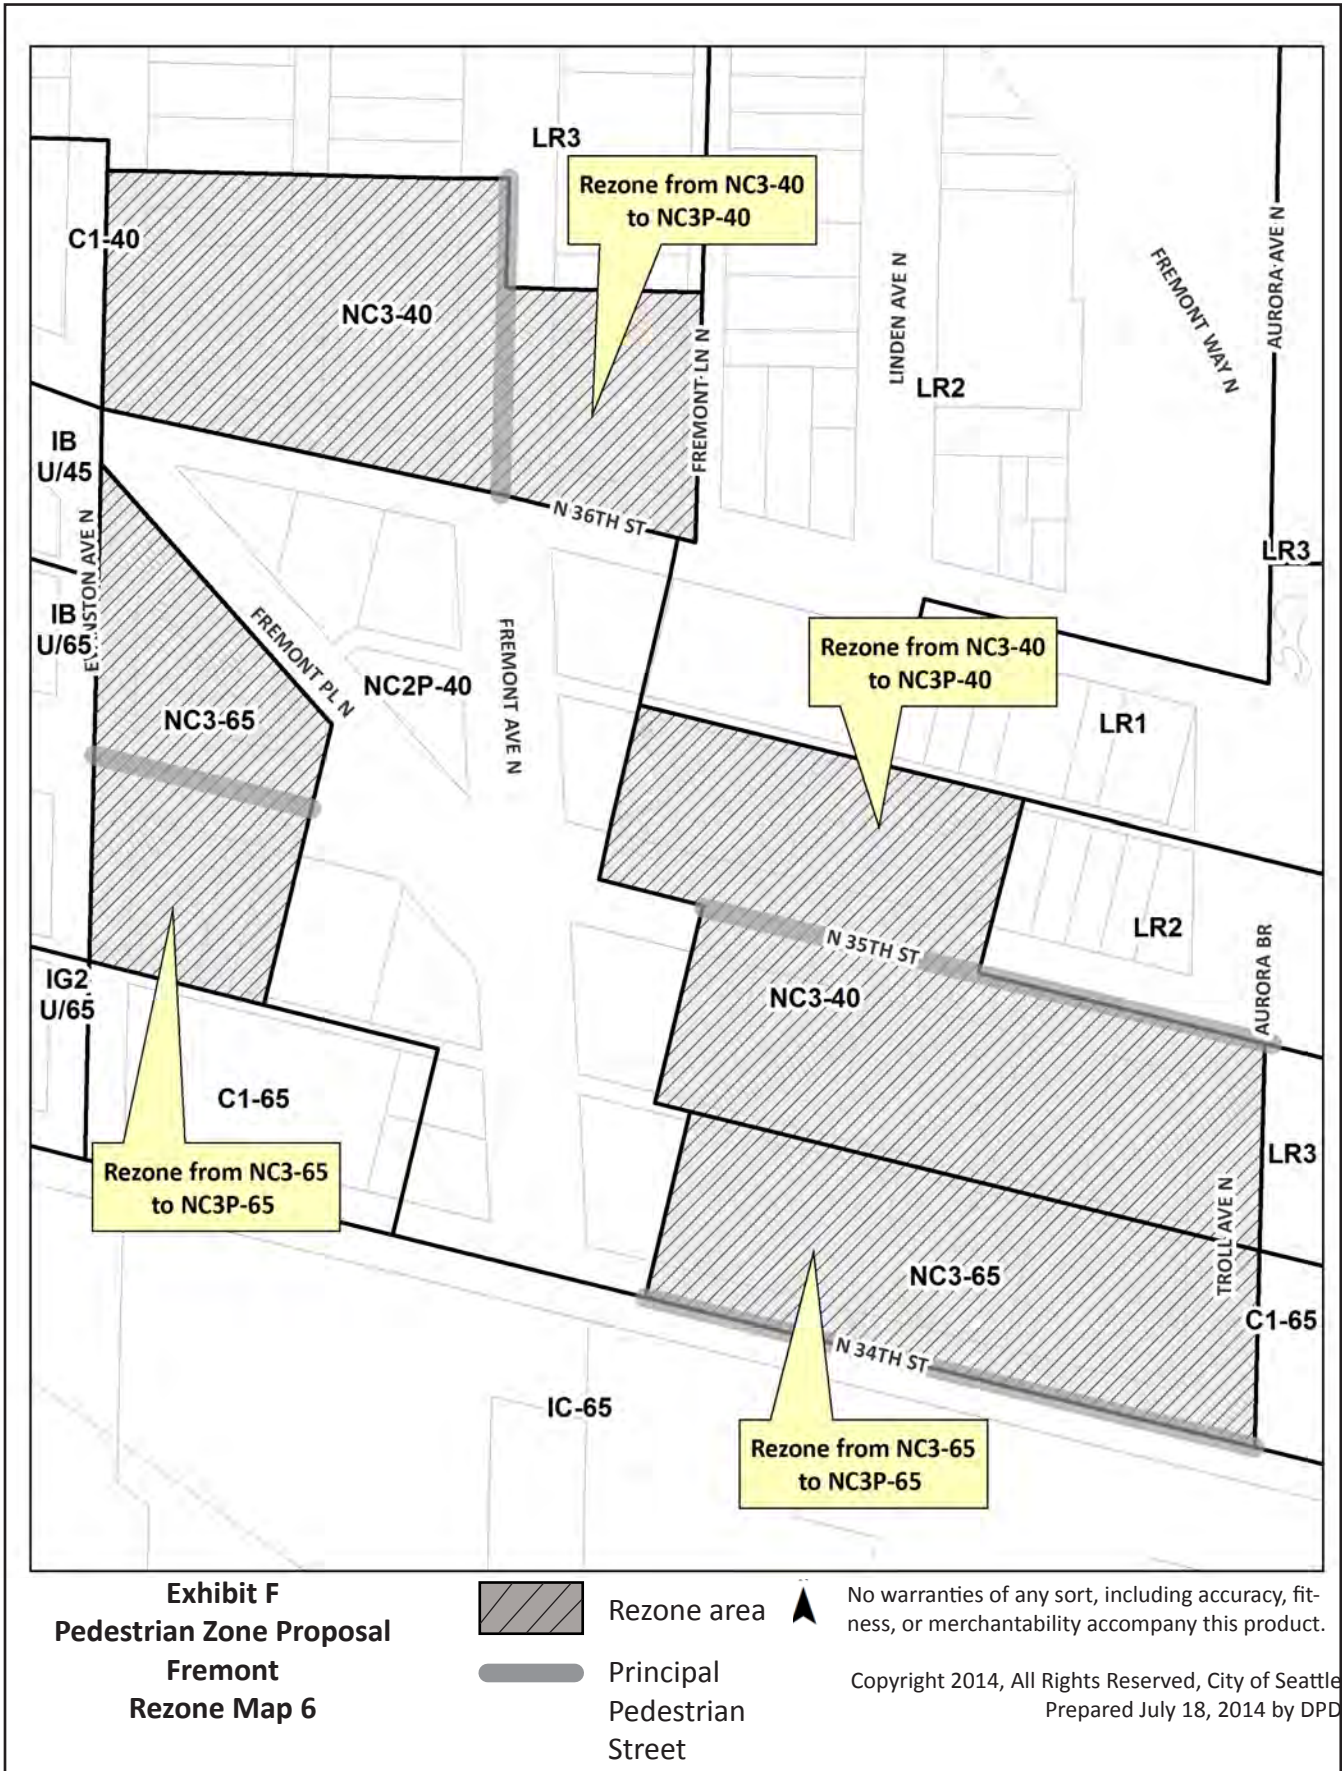 LR3
Rezone from NC3-40
to NC3P-40
C1-40
NC3-40
FREMONT LN N
LINDEN AVE N
FREMONT WAY N
AURORA AVE N
LR2
IB
U/45
N 36TH ST
LR3
IB
U/65
FREMONT PL N
NC2P-40
FREMONT AVE N
NC3-65
Rezone from NC3-40
to NC3P-40
LR1
N 35TH ST
LR2
AURORA BR
NC3-40
IG2
U/65
C1-65
Rezone from NC3-65
to NC3P-65
LR3
TROLL AVE N
NC3-65
C1-65
N 34TH ST
IC-65
Rezone from NC3-65
to NC3P-65
Exhibit F
Pedestrian Zone Proposal
Fremont
Rezone Map 6
Rezone area
Principal
Pedestrian
Street
No warranties of any sort, including accuracy, fit-
ness, or merchantability accompany this product.
Copyright 2014, All Rights Reserved, City of Seattle
Prepared July 18, 2014 by DPD